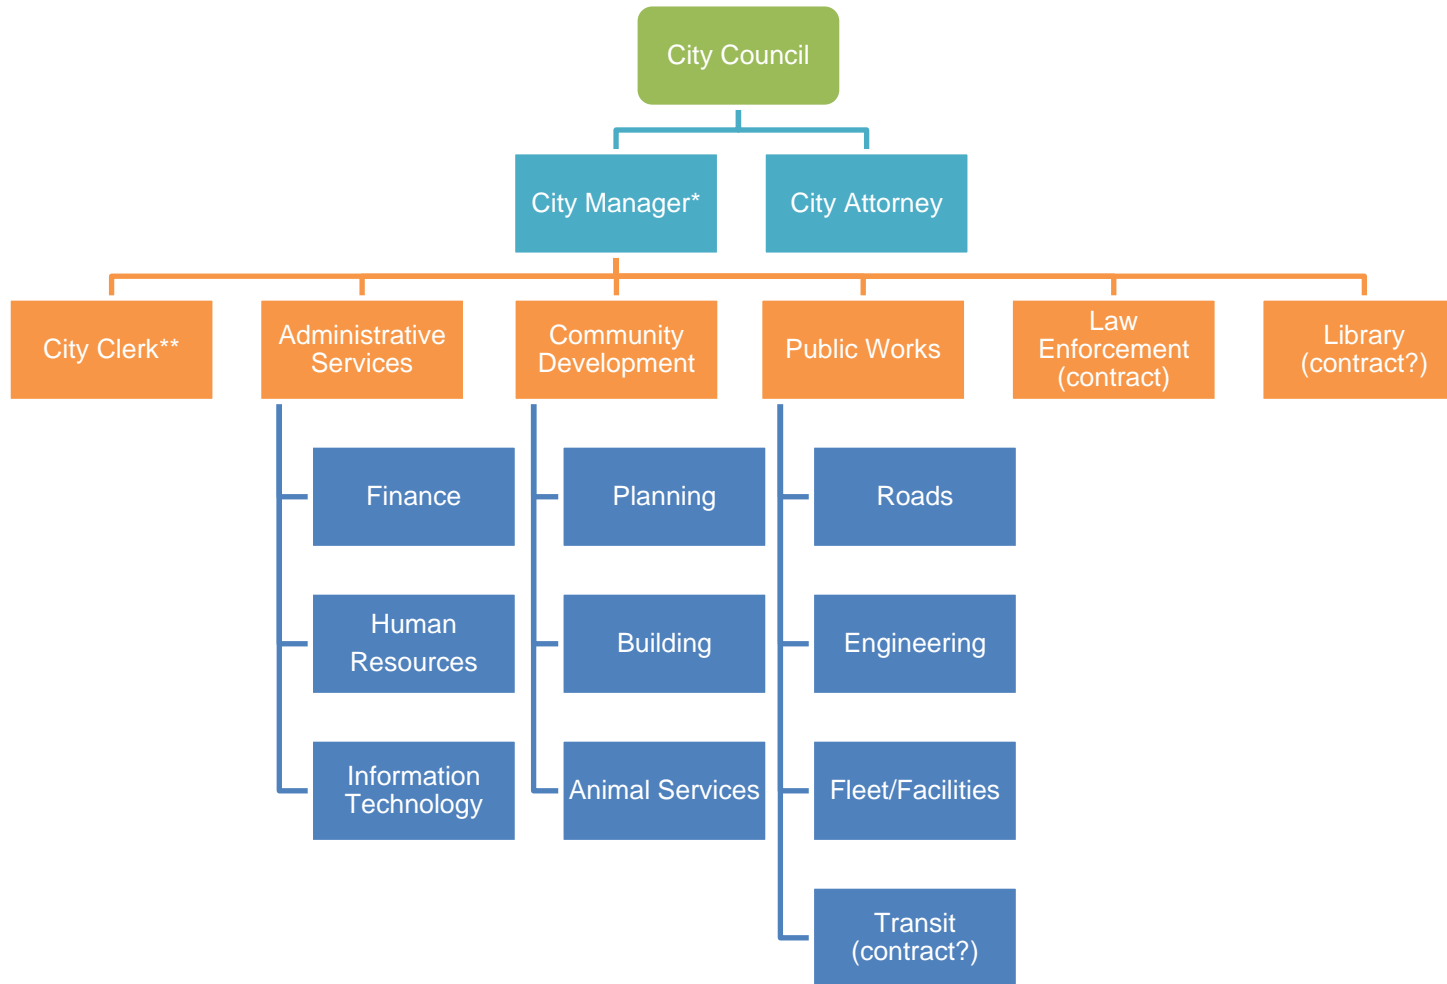 City Council
City Manager*
City Attorney
City Clerk**
Administrative
Services
Community
Development
Public Works
Law
Enforcement
(contract)
Library
(contract?)
Finance
Planning
Roads
Human
Resources
Building
Engineering
Information
Technology
Animal Services
Fleet/Facilities
Transit
(contract?)